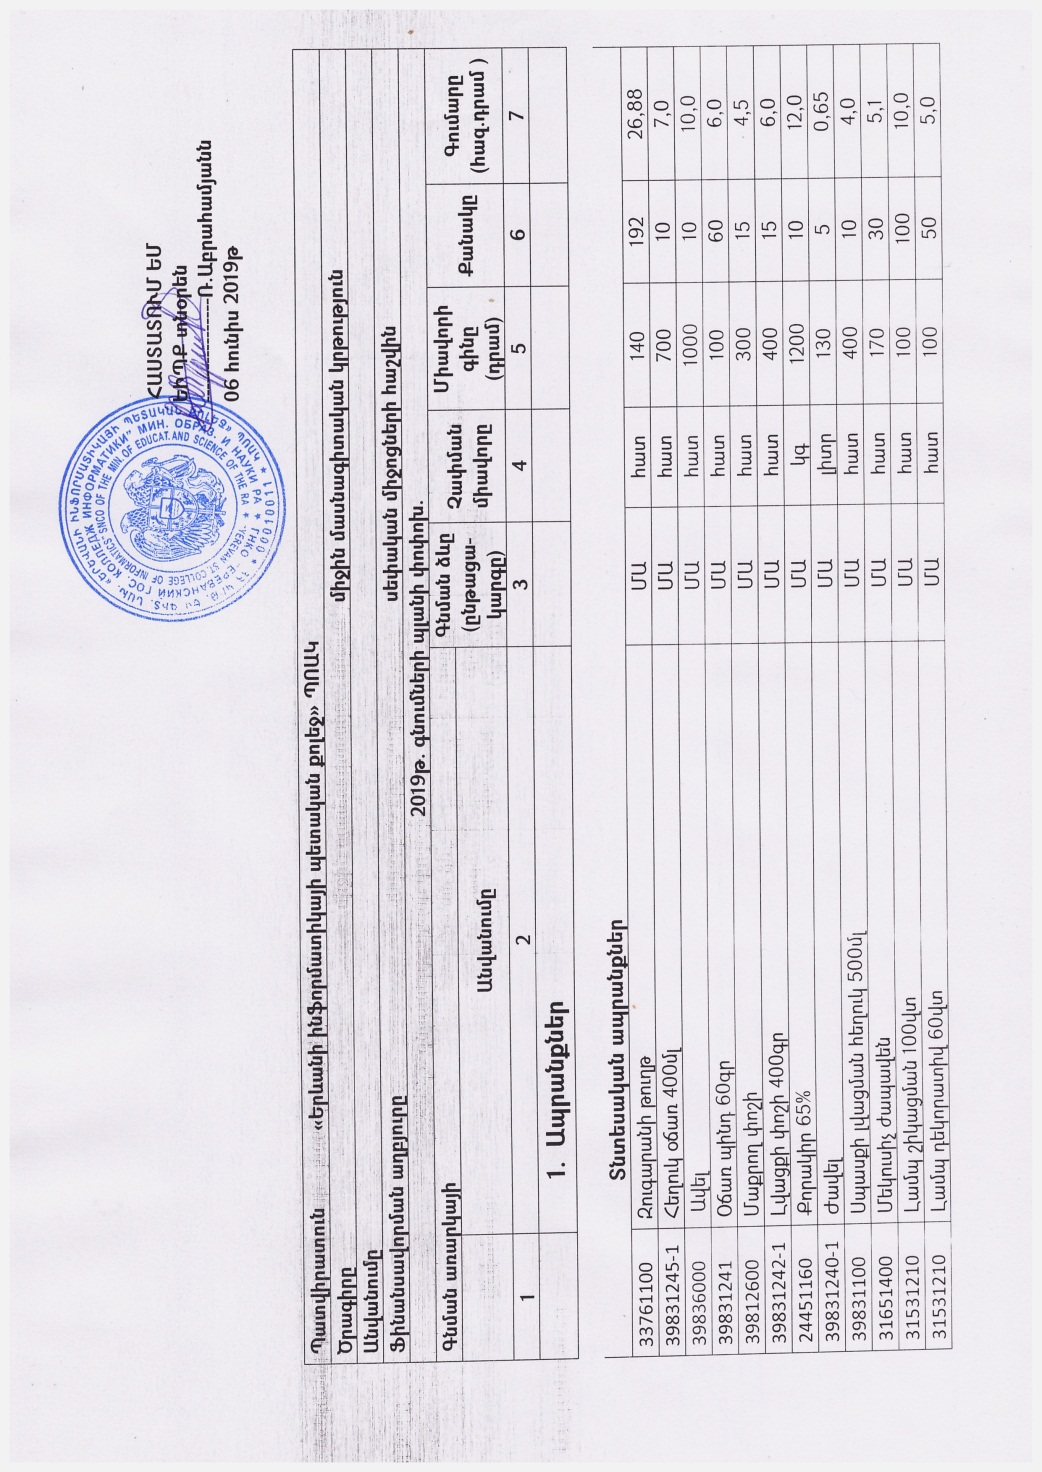 ՀԱՍՏԱՏՈՒՄ ԵՄ
ԵԻՊՔ տնօրեն
-----------------Ռ.Աբրահամյան
06 հունիս 2019թ
Պատվիրատուն «Երևանի ինֆորմատիկայի պետական քոլեջ» ՊՈԱԿ
Ծրագիրը
Անվանումը միջին մասնագիտական կրթություն
Ֆինանսավորման աղբյուրը սեփական միջոցների հաշվին
2019թ. գնումների պլանի փոփոխ.
Գնման առարկայի Գնման ձևը (ընթացա-կարգը) Չափման միավորը Միավորի գինը (դրամ) Քանակը Գումարը (հազ.դրամ )
Անվանումը
1 2 3 4 5 6 7
1. Ապրանքներ
Տնտեսական ապրանքներ
33761100 Զուգարանի թուղթ ՄԱ հատ 140 192 26,88
39831245-1 Հեղուկ օճառ 400մլ ՄԱ հատ 700 10 7,0
39836000 Ավել ՄԱ հատ 1000 10 10,0
39831241 Օճառ պինդ 60գր ՄԱ հատ 100 60 6,0
39812600 Մաքրող փոշի ՄԱ հատ 300 15 4,5
39831242-1 Լվացքի փոշի 400գր ՄԱ հատ 400 15 6,0
24451160 Քլորակիր 65% ՄԱ կգ 1200 10 12,0
39831240-1 Ժավել ՄԱ լիտր 130 5 0,65
39831100 Սպասքի լվացման հեղուկ 500մլ ՄԱ հատ 400 10 4,0
31651400 Մեկուսիչ ժապավեն ՄԱ հատ 170 30 5,1
31531210 Լամպ շիկացման 100վտ ՄԱ հատ 100 100 10,0
31531210 Լամպ դեկորատիվ 60վտ ՄԱ հատ 100 50 5,0